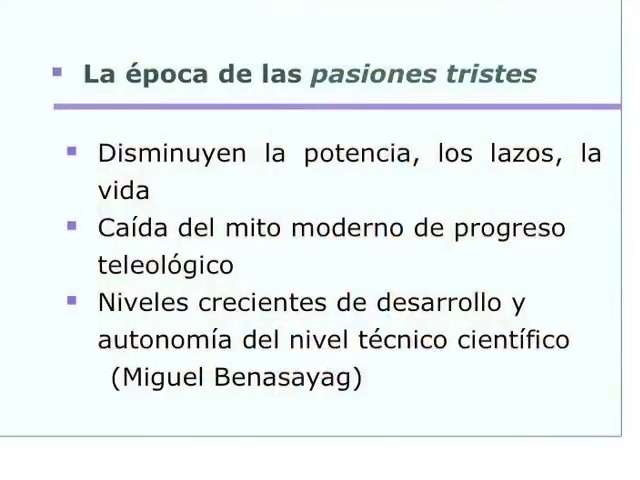 La época de las pasiones tristes
Disminuyen la potencia, los lazos, la
vida
Caída del mito moderno de progreso
teleológico
Niveles crecientes de desarrollo y
autonomía del nivel técnico científico
(Miguel Benasayag)